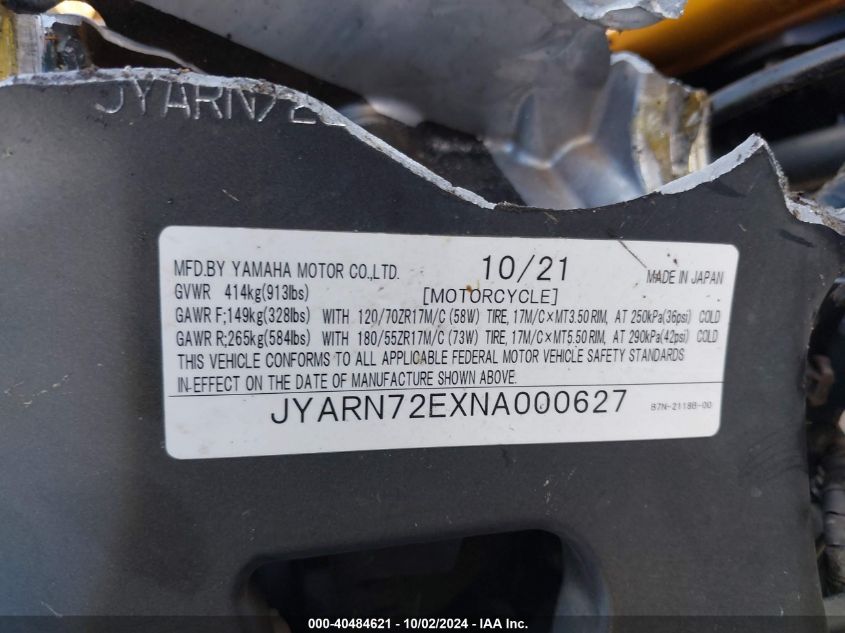 JYARN72
MFD.BY YAMAHA MOTOR CO.,LTD. 10/21 MADE IN JAPAN
GVWR 414kg(913lbs) [MOTORCYCLE]
GAWR F;149kg(328lbs) WITH 120/70ZR17M/C (58W) TIRE, 17M/C×MT3.50 RIM, AT 250kPa(36psi) COLD
GAWR R;265kg(584lbs) WITH 180/55ZR17M/C (73W) TIRE, 17M/C×MT5.50 RIM, AT 290kPa(42psi) COLD
THIS VEHICLE CONFORMS TO ALL APPLICABLE FEDERAL MOTOR VEHICLE SAFETY STANDARDS
IN-EFFECT ON THE DATE OF MANUFACTURE SHOWN ABOVE.
JYARN72EXNA000627 B7N-2118B-00
000-40484621 - 10/02/2024 - IAA Inc.